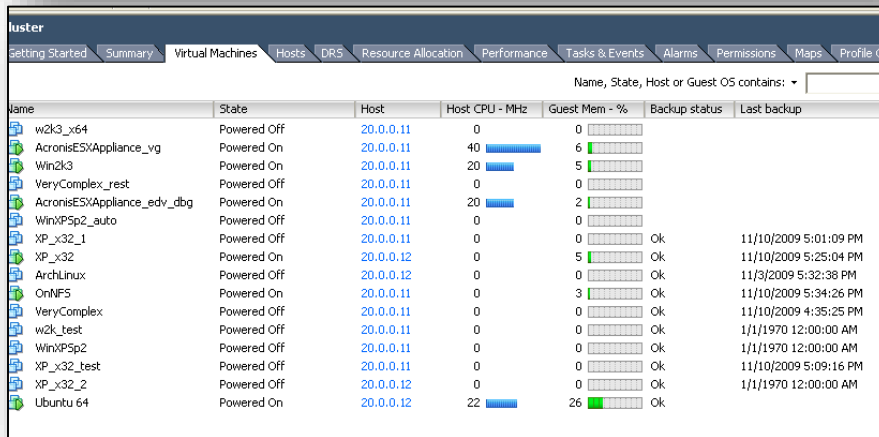 luster
Getting Started Summary Virtual Machines Hosts DRS Resource Allocation Performance Tasks & Events Alarms Permissions Maps Profile
Name, State, Host or Guest OS contains:
Name State Host Host CPU - MHz Guest Mem - % Backup status Last backup
w2k3_x64 Powered Off 20.0.0.11 0 0
AcronisESXAppliance_vg Powered On 20.0.0.11 40 6
Win2k3 Powered On 20.0.0.11 20 5
VeryComplex_rest Powered Off 20.0.0.11 0 0
AcronisESXAppliance_edv_dbg Powered On 20.0.0.11 20 2
WinXPSp2_auto Powered Off 20.0.0.11 0 0
XP_x32_1 Powered Off 20.0.0.11 0 0 Ok 11/10/2009 5:01:09 PM
XP_x32 Powered On 20.0.0.12 0 5 Ok 11/10/2009 5:25:04 PM
ArchLinux Powered Off 20.0.0.12 0 0 Ok 11/3/2009 5:32:38 PM
OnNFS Powered On 20.0.0.11 0 3 Ok 11/10/2009 5:34:26 PM
VeryComplex Powered Off 20.0.0.11 0 0 Ok 11/10/2009 4:35:25 PM
w2k_test Powered Off 20.0.0.11 0 0 Ok 1/1/1970 12:00:00 AM
WinXPSp2 Powered Off 20.0.0.11 0 0 Ok 1/1/1970 12:00:00 AM
XP_x32_test Powered Off 20.0.0.11 0 0 Ok 11/10/2009 5:09:16 PM
XP_x32_2 Powered Off 20.0.0.12 0 0 Ok 1/1/1970 12:00:00 AM
Ubuntu 64 Powered On 20.0.0.12 22 26 Ok